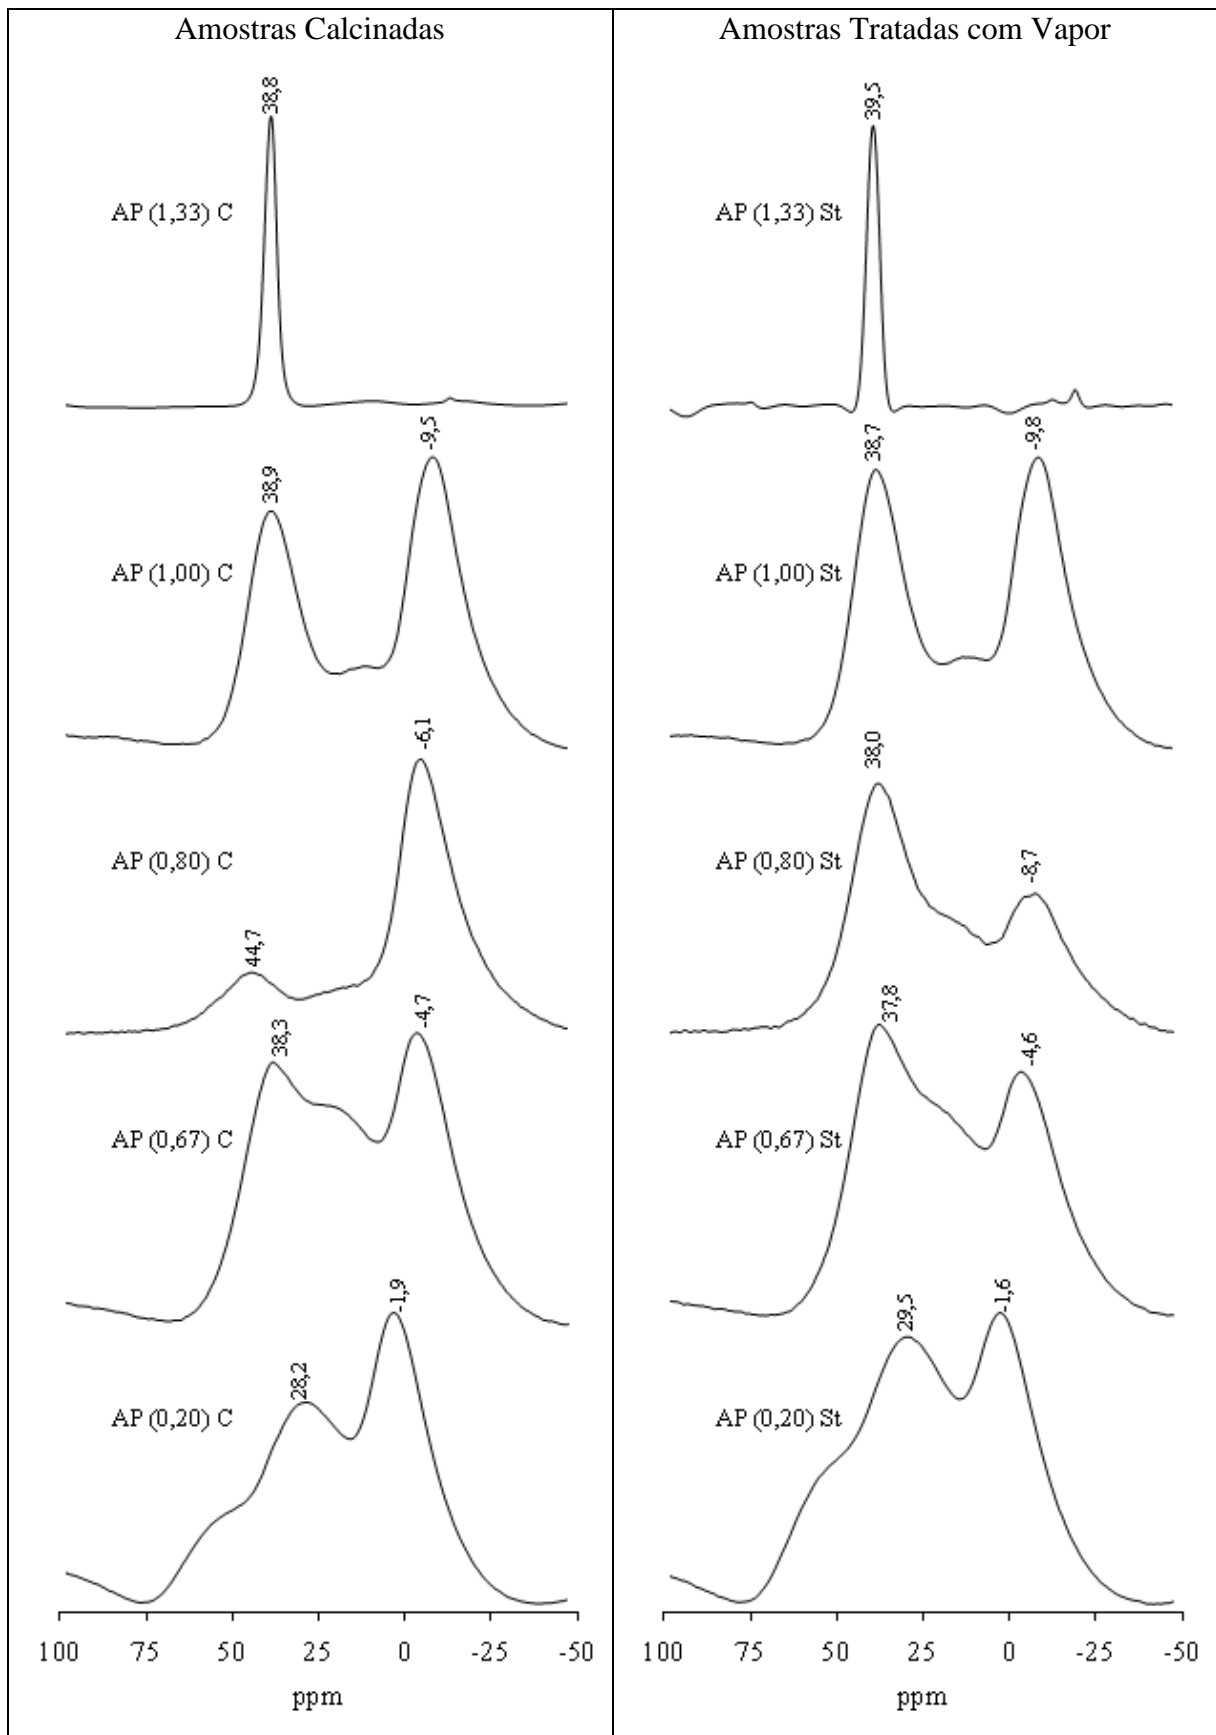 Amostras Calcinadas
38,8
AP (1,33) C
38,9
-9,5
AP (1,00) C
-6,1
AP (0,80) C
44,7
38,3
-4,7
AP (0,67) C
28,2
-1,9
AP (0,20) C
100 75 50 25 0 -25 -50
ppm
Amostras Tratadas com Vapor
39,5
AP (1,33) St
38,7
-9,8
AP (1,00) St
38,0
-8,7
AP (0,80) St
37,8
-4,6
AP (0,67) St
29,5
-1,6
AP (0,20) St
100 75 50 25 0 -25 -50
ppm